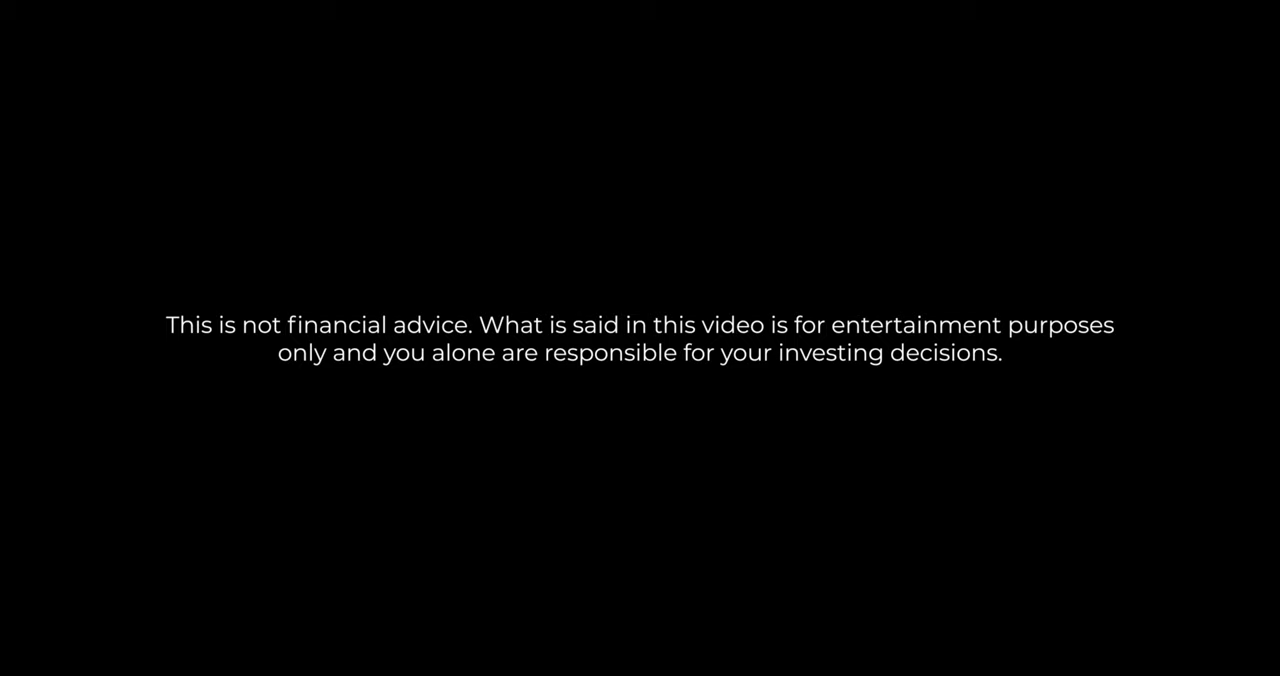 This is not financial advice. What is said in this video is for entertainment purposes
only and you alone are responsible for your investing decisions.